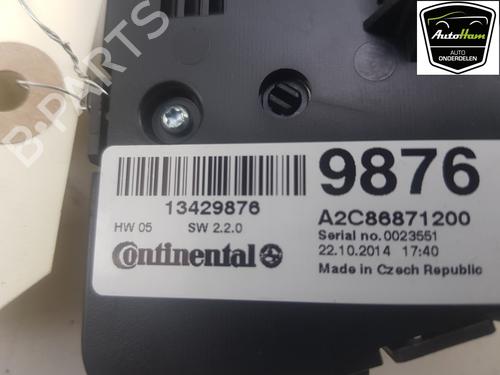 AutoHam
AUTO
ONDERDELEN
B-PARTS
9876
13429876
A2C86871200
HW 05 SW 2.2.0
Serial no.0023551
22.10.2014 17:40
Continental
Made in Czech Republic